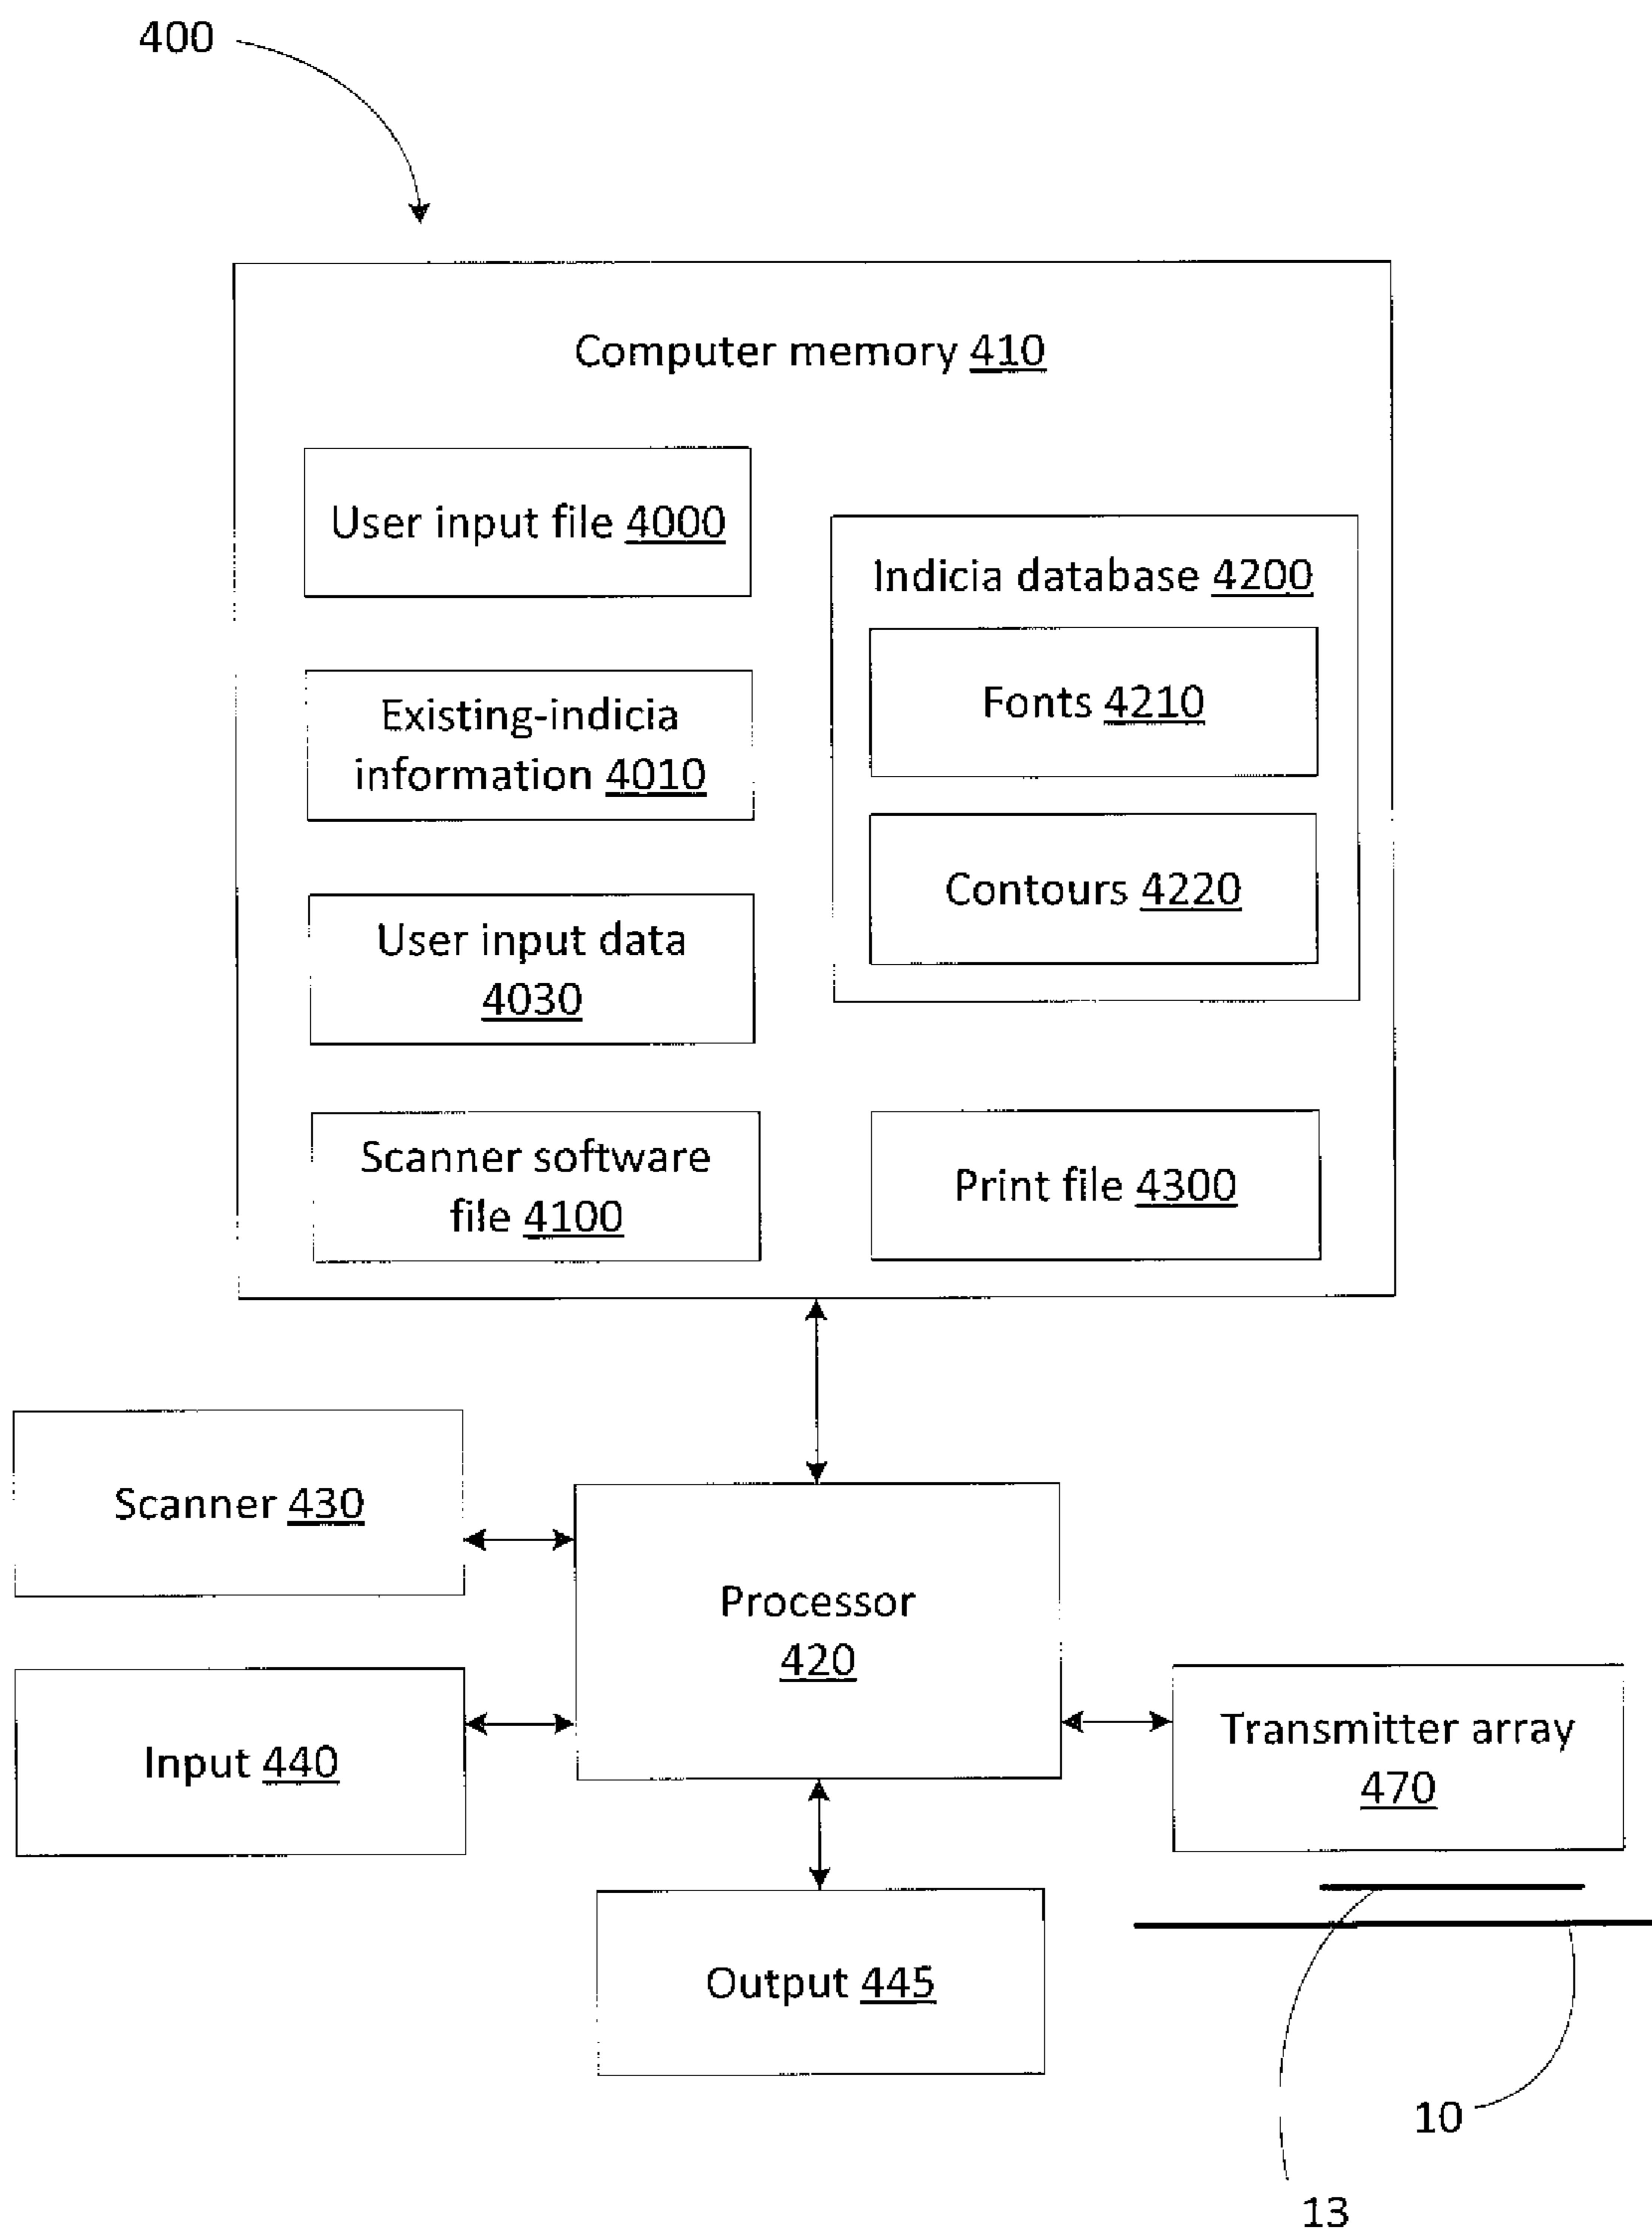 400
Computer memory 410
User input file 4000
Existing-indicia
information 4010
User input data
4030
Scanner software
file 4100
Indicia database 4200
Fonts 4210
Contours 4220
Print file 4300
Scanner 430
Input 440
Processor
420
Transmitter array
470
Output 445
10
13